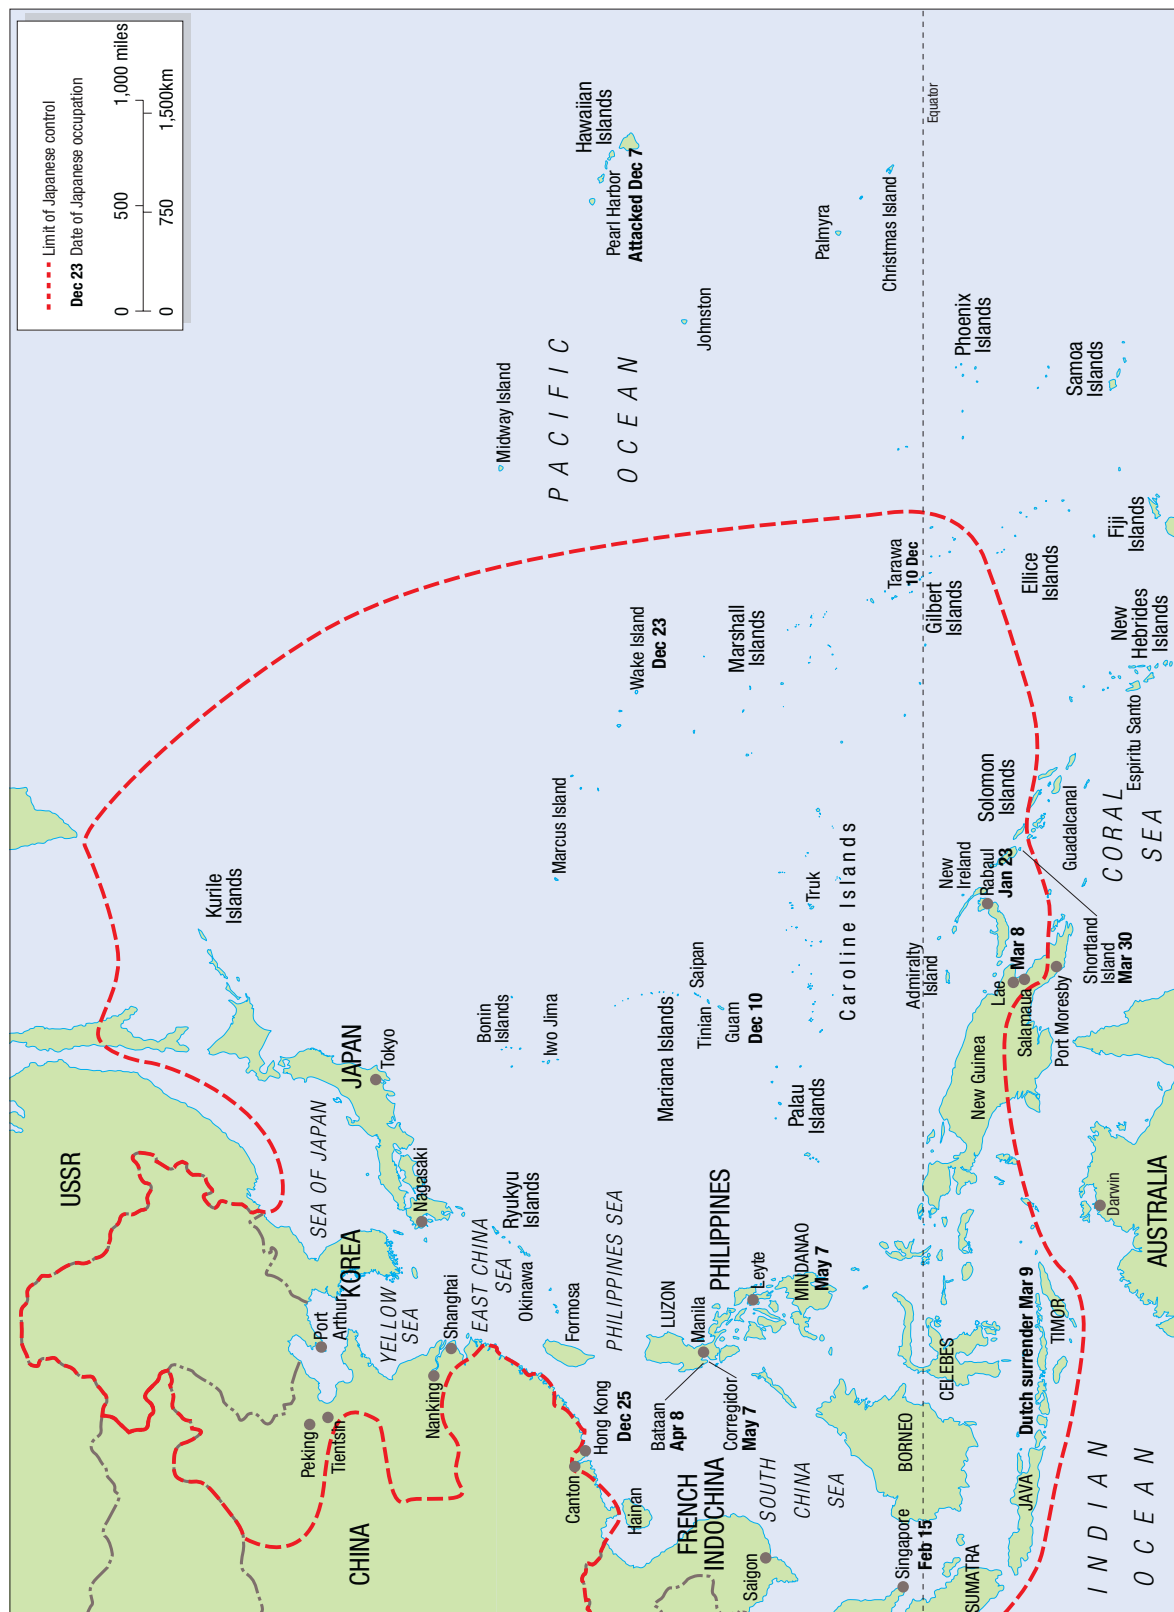 Limit of Japanese control
Dec 23 Date of Japanese occupation
0 500 1,000 miles
0 750 1,500km
USSR
Kurile
Islands
JAPAN
Tokyo
SEA OF JAPAN
KOREA
Port
Arthur
Nagasaki
YELLOW
SEA
Peking
Tientsin
CHINA
Nanking
Shanghai
EAST CHINA
SEA
Ryukyu
Islands
Okinawa
Formosa
Canton
Hong Kong
Dec 25
Hainan
Bonin
Islands
Iwo Jima
Marcus Island
Midway Island
PACIFIC
OCEAN
Hawaiian
Islands
Pearl Harbor
Attacked Dec 7
Johnston
Palmyra
Christmas Island
Equator
Wake Island
Dec 23
Marshall
Islands
Mariana Islands
Saipan
Tinian
Guam
Dec 10
PHILIPPINES SEA
LUZON
Manila
PHILIPPINES
Leyte
MINDANAO
May 7
Bataan
Apr 8
Corregidor
May 7
FRENCH
INDOCHINA
Saigon
SOUTH
CHINA
SEA
Palau
Islands
Truk
Caroline Islands
Tarawa
10 Dec
Gilbert
Islands
Phoenix
Islands
Samoa
Islands
Ellice
Islands
Fiji
Islands
New
Hebrides
Islands
Espiritu Santo
Solomon
Islands
Guadalcanal
CORAL
SEA
New
Ireland
Rabaul
Jan 23
Admiralty
Island
Lae
Mar 8
Salamaua
Port Moresby
Shortland
Island
Mar 30
New Guinea
Darwin
AUSTRALIA
Dutch surrender Mar 9
TIMOR
CELEBES
BORNEO
JAVA
Singapore
Feb 15
SUMATRA
INDIAN
OCEAN